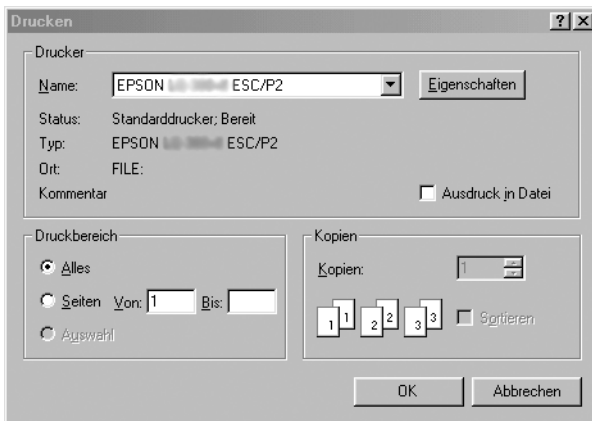 Drucken
Drucker
Name: EPSON ESC/P2 Eigenschaften
Status: Standarddrucker; Bereit
Typ: EPSON ESC/P2
Ort: FILE:
Kommentar Ausdruck in Datei
Druckbereich
Alles
Seiten Von: 1 Bis:
Auswahl
Kopien
Kopien: 1
1 1 2 2 3 3 Sortieren
OK Abbrechen